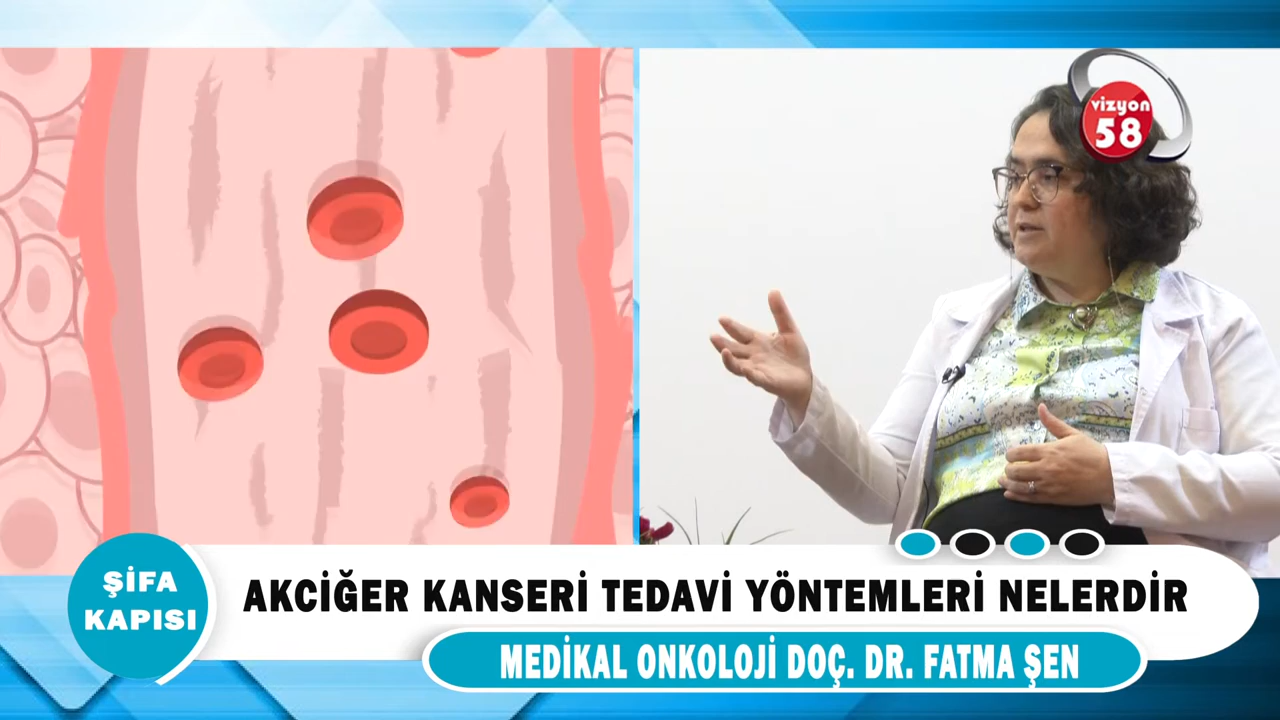 vizyon
58
ŞİFA
KAPISI
AKCİĞER KANSERİ TEDAVİ YÖNTEMLERİ NELERDİR
MEDİKAL ONKOLOJİ DOÇ. DR. FATMA ŞEN